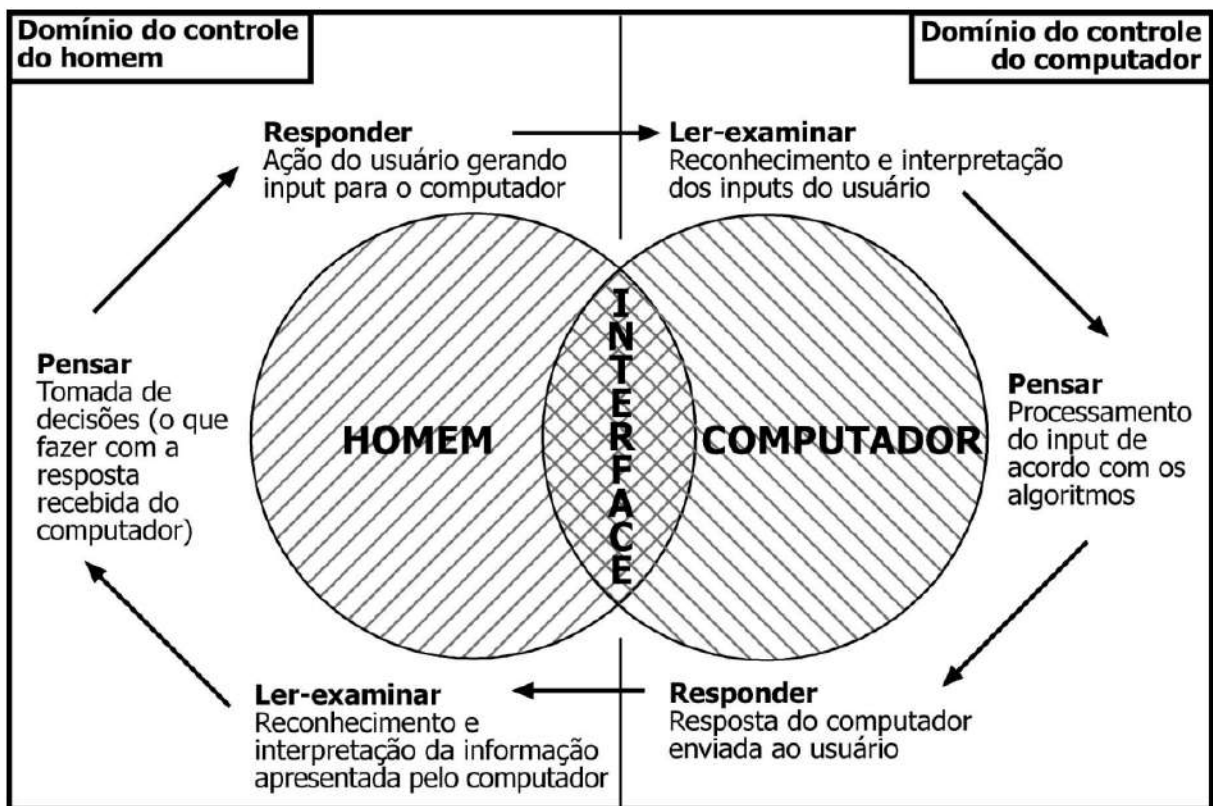 Domínio do controle
do homem
Domínio do controle
do computador
Responder
Ação do usuário gerando
input para o computador
Ler-examinar
Reconhecimento e interpretação
dos inputs do usuário
Pensar
Tomada de
decisões (o que
fazer com a
resposta
recebida do
computador)
HOMEM
INTERFACE
COMPUTADOR
Pensar
Processamento
do input de
acordo com os
algoritmos
Ler-examinar
Reconhecimento e
interpretação da informação
apresentada pelo computador
Responder
Resposta do computador
enviada ao usuário